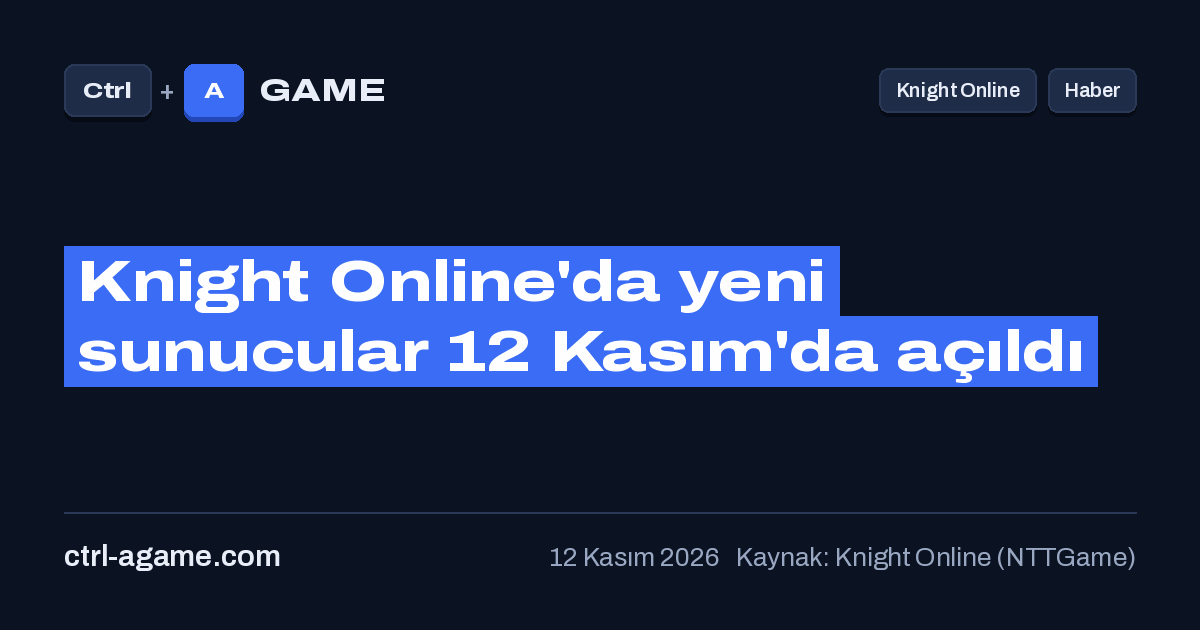 Ctrl + A GAME
Knight Online Haber
Knight Online'da yeni
sunucular 12 Kasım'da açıldı
ctrl-agame.com
12 Kasım 2026 Kaynak: Knight Online (NTTGame)